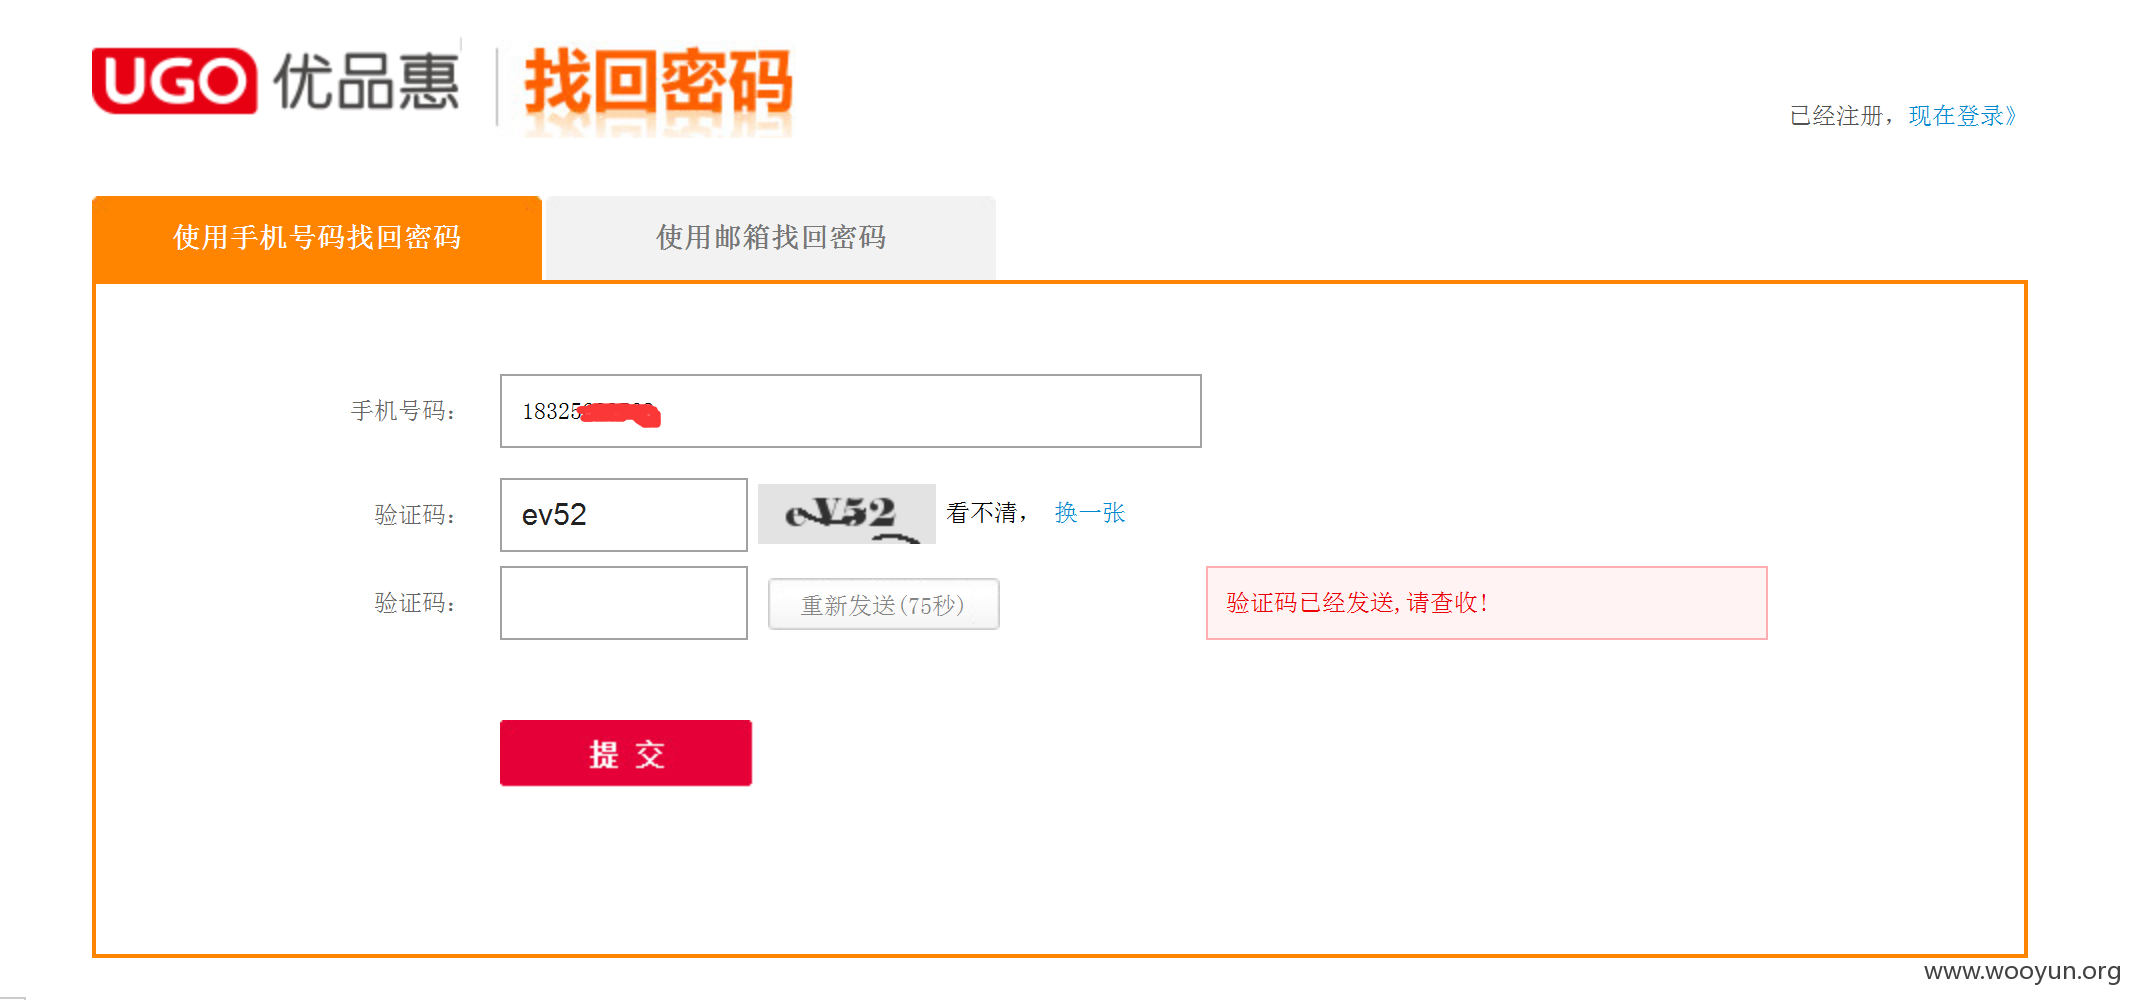 UGO 优品惠 找回密码
已经注册，现在登录》
使用手机号码找回密码 使用邮箱找回密码
手机号码： 18325
验证码： ev52 eV52 看不清， 换一张
验证码： 重新发送(75秒) 验证码已经发送,请查收!
提 交
www.wooyun.org